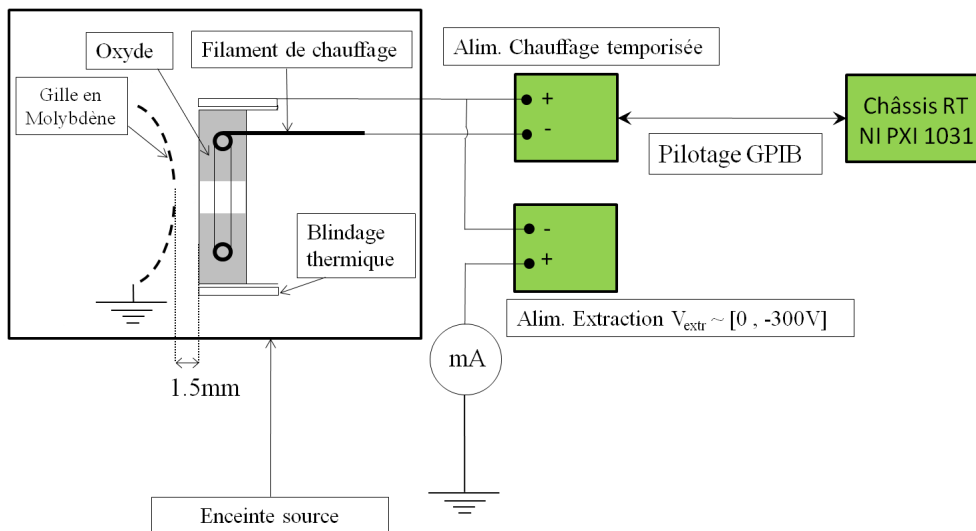 Oxyde
Filament de chauffage
Alim. Chauffage temporisée
Gille en
Molybdène
+
-
Châssis RT
NI PXI 1031
Pilotage GPIB
Blindage
thermique
-
+
Alim. Extraction Vextr ~ [0 , -300V]
mA
1.5mm
Enceinte source